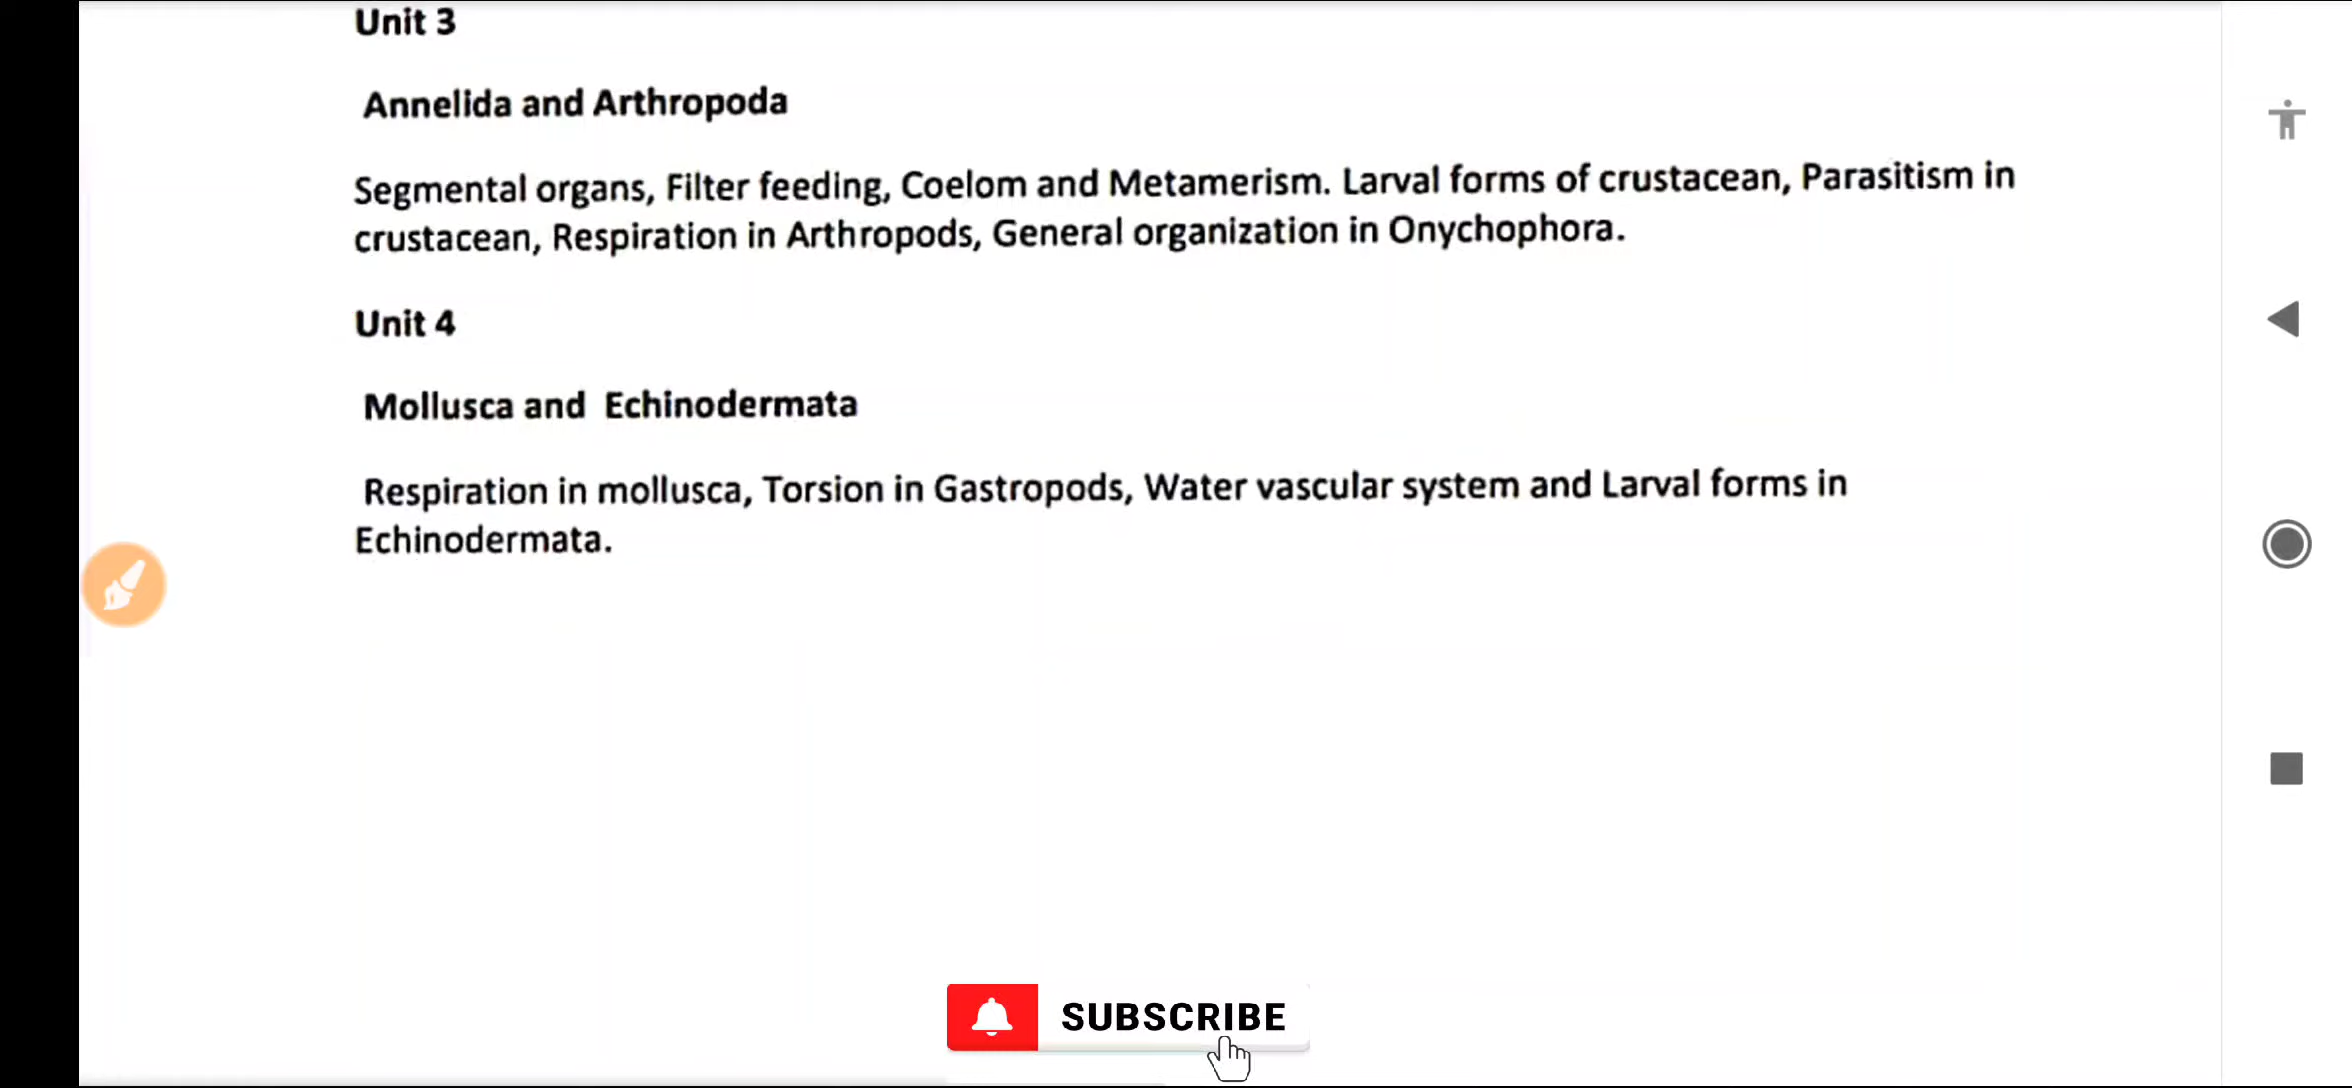 Unit 3
Annelida and Arthropoda
Segmental organs, Filter feeding, Coelom and Metamerism. Larval forms of crustacean, Parasitism in
crustacean, Respiration in Arthropods, General organization in Onychophora.
Unit 4
Mollusca and Echinodermata
Respiration in mollusca, Torsion in Gastropods, Water vascular system and Larval forms in
Echinodermata.
SUBSCRIBE